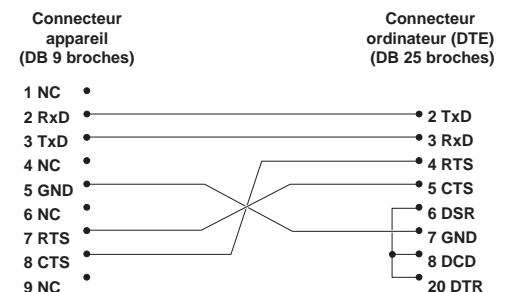 Connecteur
appareil
(DB 9 broches)
Connecteur
ordinateur (DTE)
(DB 25 broches)
1 NC
2 RxD
3 TxD
4 NC
5 GND
6 NC
7 RTS
8 CTS
9 NC
2 TxD
3 RxD
4 RTS
5 CTS
6 DSR
7 GND
8 DCD
20 DTR